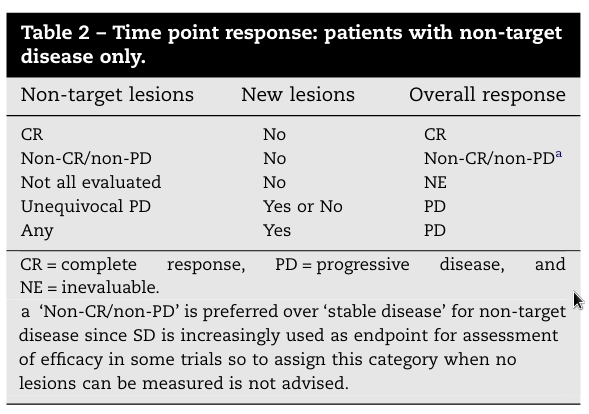 Table 2 – Time point response: patients with non-target
disease only.
Non-target lesions New lesions Overall response
CR No CR
Non-CR/non-PD No Non-CR/non-PDa
Not all evaluated No NE
Unequivocal PD Yes or No PD
Any Yes PD
CR = complete response, PD = progressive disease, and
NE = inevaluable.
a ‘Non-CR/non-PD’ is preferred over ‘stable disease’ for non-target
disease since SD is increasingly used as endpoint for assessment
of efficacy in some trials so to assign this category when no
lesions can be measured is not advised.